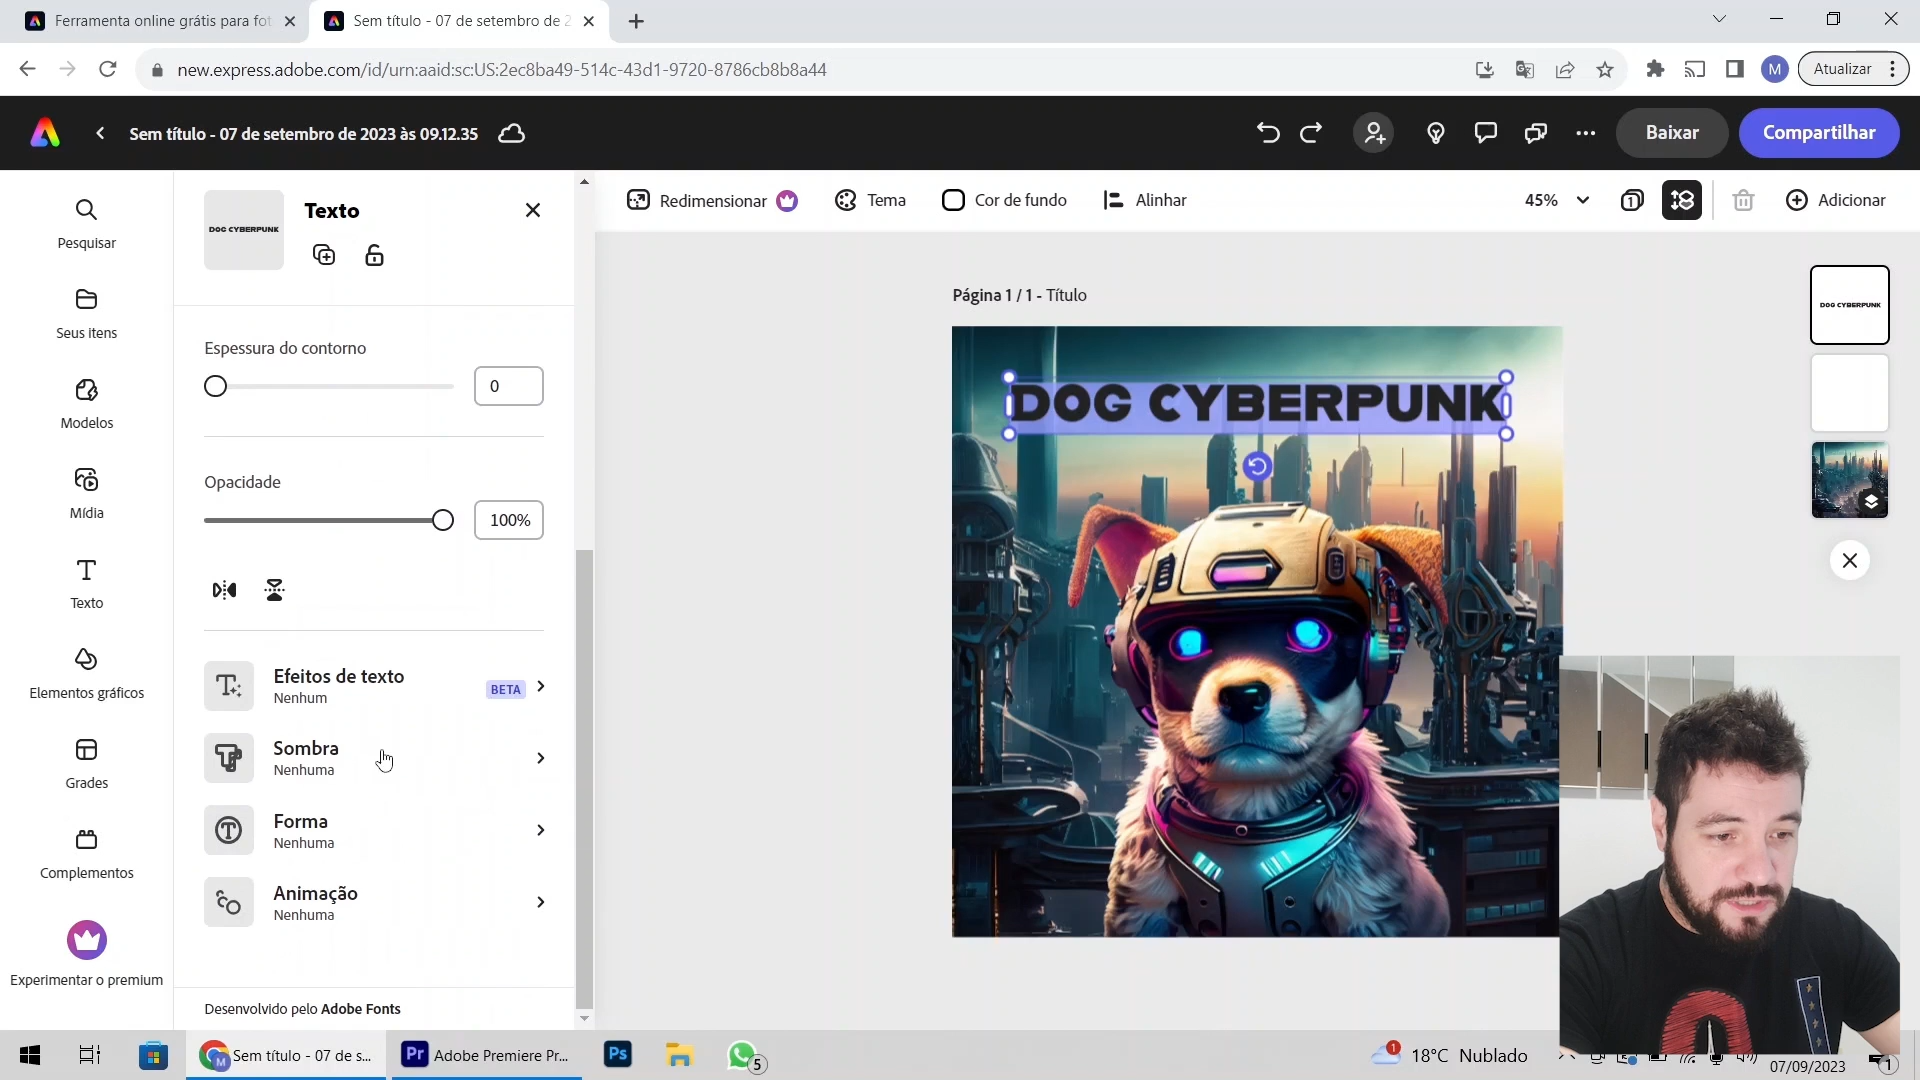 Ferramenta online grátis para fot
Sem título - 07 de setembro de 2
new.express.adobe.com/id/urn:aaid:sc:US:2ec8ba49-514c-43d1-9720-8786cb8b8a44
M
Atualizar
Sem título - 07 de setembro de 2023 às 09.12.35
Baixar
Compartilhar
Pesquisar
Seus itens
Modelos
Mídia
Texto
Elementos gráficos
Grades
Complementos
Experimentar o premium
DOG CYBERPUNK
Texto
Espessura do contorno
0
Opacidade
100%
Efeitos de texto
Nenhum
BETA
Sombra
Nenhuma
Forma
Nenhuma
Animação
Nenhuma
Desenvolvido pelo Adobe Fonts
Redimensionar
Tema
Cor de fundo
Alinhar
45%
1
Adicionar
Página 1 / 1 - Título
DOG CYBERPUNK
DOG CYBERPUNK
M
Sem título - 07 de s...
Pr
Adobe Premiere Pr...
Ps
5
1
18°C Nublado
07/09/2023
1